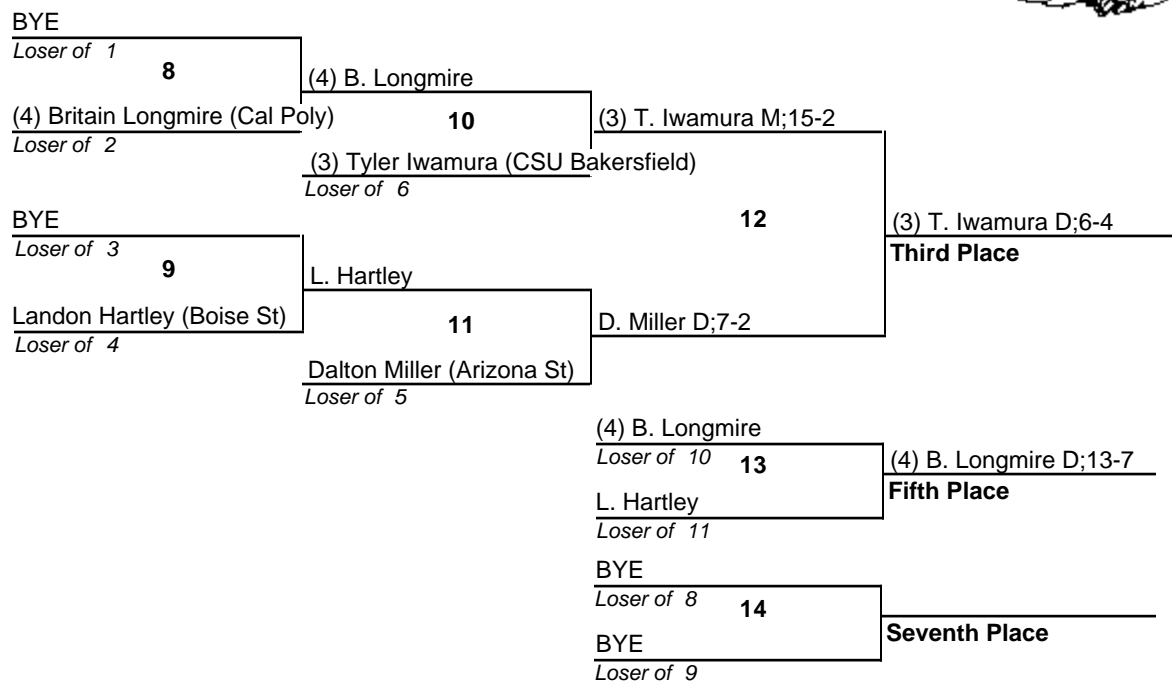 BYE
Loser of 1
8
(4) B. Longmire
(4) Britain Longmire (Cal Poly)
Loser of 2
10
(3) T. Iwamura M;15-2
(3) Tyler Iwamura (CSU Bakersfield)
Loser of 6
BYE
Loser of 3
9
12
(3) T. Iwamura D;6-4
Third Place
L. Hartley
Landon Hartley (Boise St)
Loser of 4
11
D. Miller D;7-2
Dalton Miller (Arizona St)
Loser of 5
(4) B. Longmire
Loser of 10
13
(4) B. Longmire D;13-7
Fifth Place
L. Hartley
Loser of 11
BYE
Loser of 8
14
Seventh Place
BYE
Loser of 9